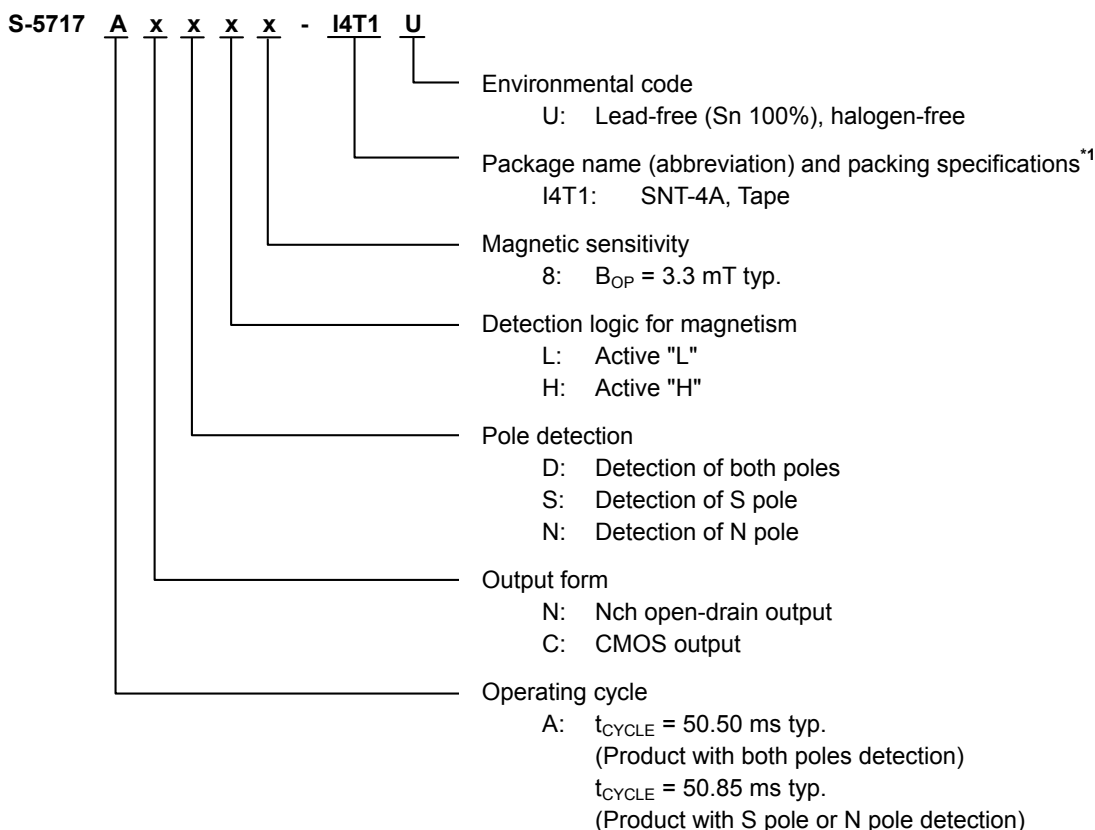 S-5717 A x x x x - I4T1 U
Environmental code
U: Lead-free (Sn 100%), halogen-free
Package name (abbreviation) and packing specifications*1
I4T1: SNT-4A, Tape
Magnetic sensitivity
8: BOP = 3.3 mT typ.
Detection logic for magnetism
L: Active "L"
H: Active "H"
Pole detection
D: Detection of both poles
S: Detection of S pole
N: Detection of N pole
Output form
N: Nch open-drain output
C: CMOS output
Operating cycle
A: tCYCLE = 50.50 ms typ.
(Product with both poles detection)
tCYCLE = 50.85 ms typ.
(Product with S pole or N pole detection)